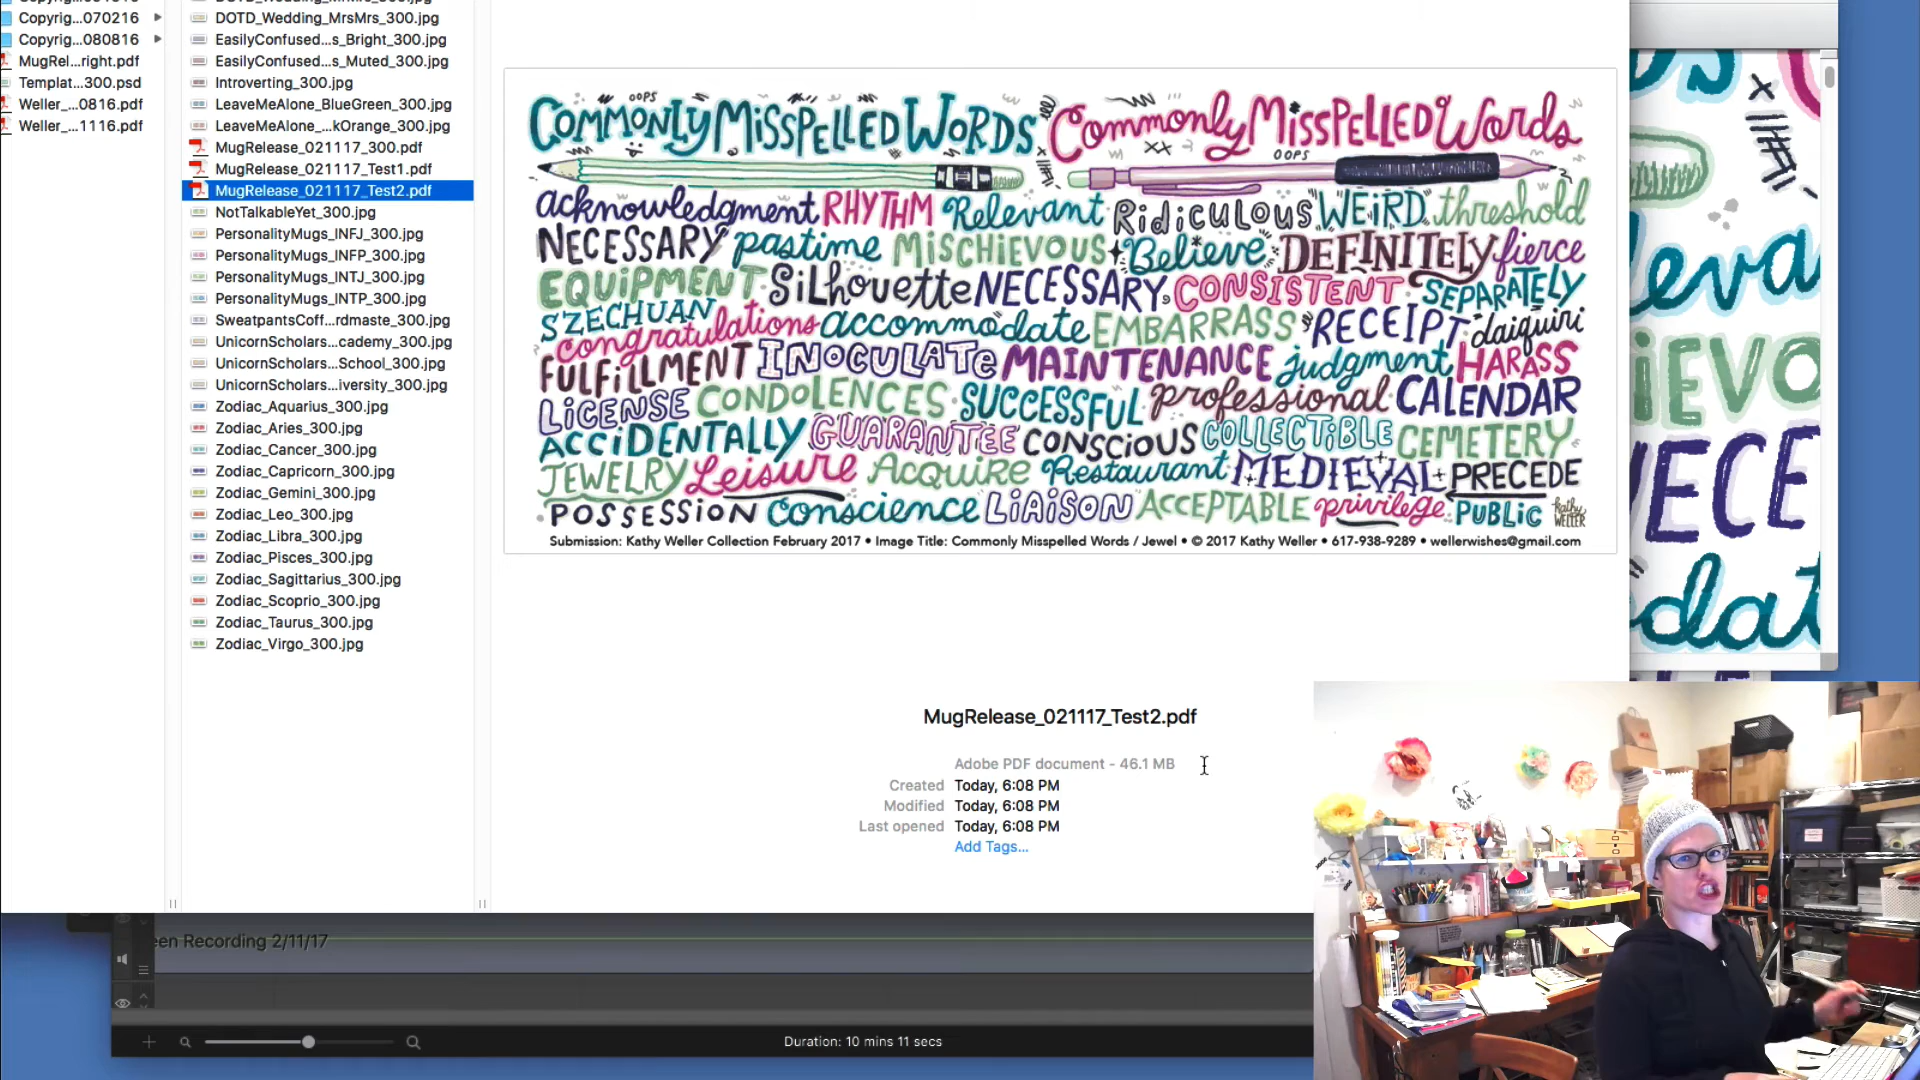 Copyrig...070216
Copyrig...080816
MugRel...right.pdf
Templat...300.psd
Weller_...0816.pdf
Weller_...1116.pdf
DOTD_Wedding_MrsMrs_300.jpg
EasilyConfused...s_Bright_300.jpg
EasilyConfused...s_Muted_300.jpg
Introverting_300.jpg
LeaveMeAlone_BlueGreen_300.jpg
LeaveMeAlone_...kOrange_300.jpg
MugRelease_021117_300.pdf
MugRelease_021117_Test1.pdf
MugRelease_021117_Test2.pdf
NotTalkableYet_300.jpg
PersonalityMugs_INFJ_300.jpg
PersonalityMugs_INFP_300.jpg
PersonalityMugs_INTJ_300.jpg
PersonalityMugs_INTP_300.jpg
SweatpantsCoff...rdmaste_300.jpg
UnicornScholars...cademy_300.jpg
UnicornScholars...School_300.jpg
UnicornScholars...iversity_300.jpg
Zodiac_Aquarius_300.jpg
Zodiac_Aries_300.jpg
Zodiac_Cancer_300.jpg
Zodiac_Capricorn_300.jpg
Zodiac_Gemini_300.jpg
Zodiac_Leo_300.jpg
Zodiac_Libra_300.jpg
Zodiac_Pisces_300.jpg
Zodiac_Sagittarius_300.jpg
Zodiac_Scoprio_300.jpg
Zodiac_Taurus_300.jpg
Zodiac_Virgo_300.jpg
OOPS
COMMONLY MISSPELLED WORDS Commonly Misspelled Words
OOPS
acknowledgment RHYTHM Relevant RiDicULOUS WEiRD threshold
NECESSARY pastime MiSCHiEVOUS Believe DEFINITELY fierce
EQUiPMENT SiLhouette NECESSARY CONSISTENT SEPARATELY
SZECHUAN congratulations accommodate EMBARRASS RECEIPT daiquiri
FULFiLLMENT INOCULATe MAINTENANCE judgment HARASS
LiCENSE CONDOLENCES SUCCESSFUL professional CALENDAR
ACCiDENTALLY GUARANTEE CONSCiOUS COLLECTiBLE CEMETERY
JEWELRY Leisure Acquire Restaurant MEDIEVAL PRECEDE
POSSESSION Conscience LiAiSON ACCEPTABLE privilege PUBLiC kathy WELLER
Submission: Kathy Weller Collection February 2017 • Image Title: Commonly Misspelled Words / Jewel • © 2017 Kathy Weller • 617-938-9289 • wellerwishes@gmail.com
MugRelease_021117_Test2.pdf
Adobe PDF document - 46.1 MB
Created Today, 6:08 PM
Modified Today, 6:08 PM
Last opened Today, 6:08 PM
Add Tags...
een Recording 2/11/17
Duration: 10 mins 11 secs